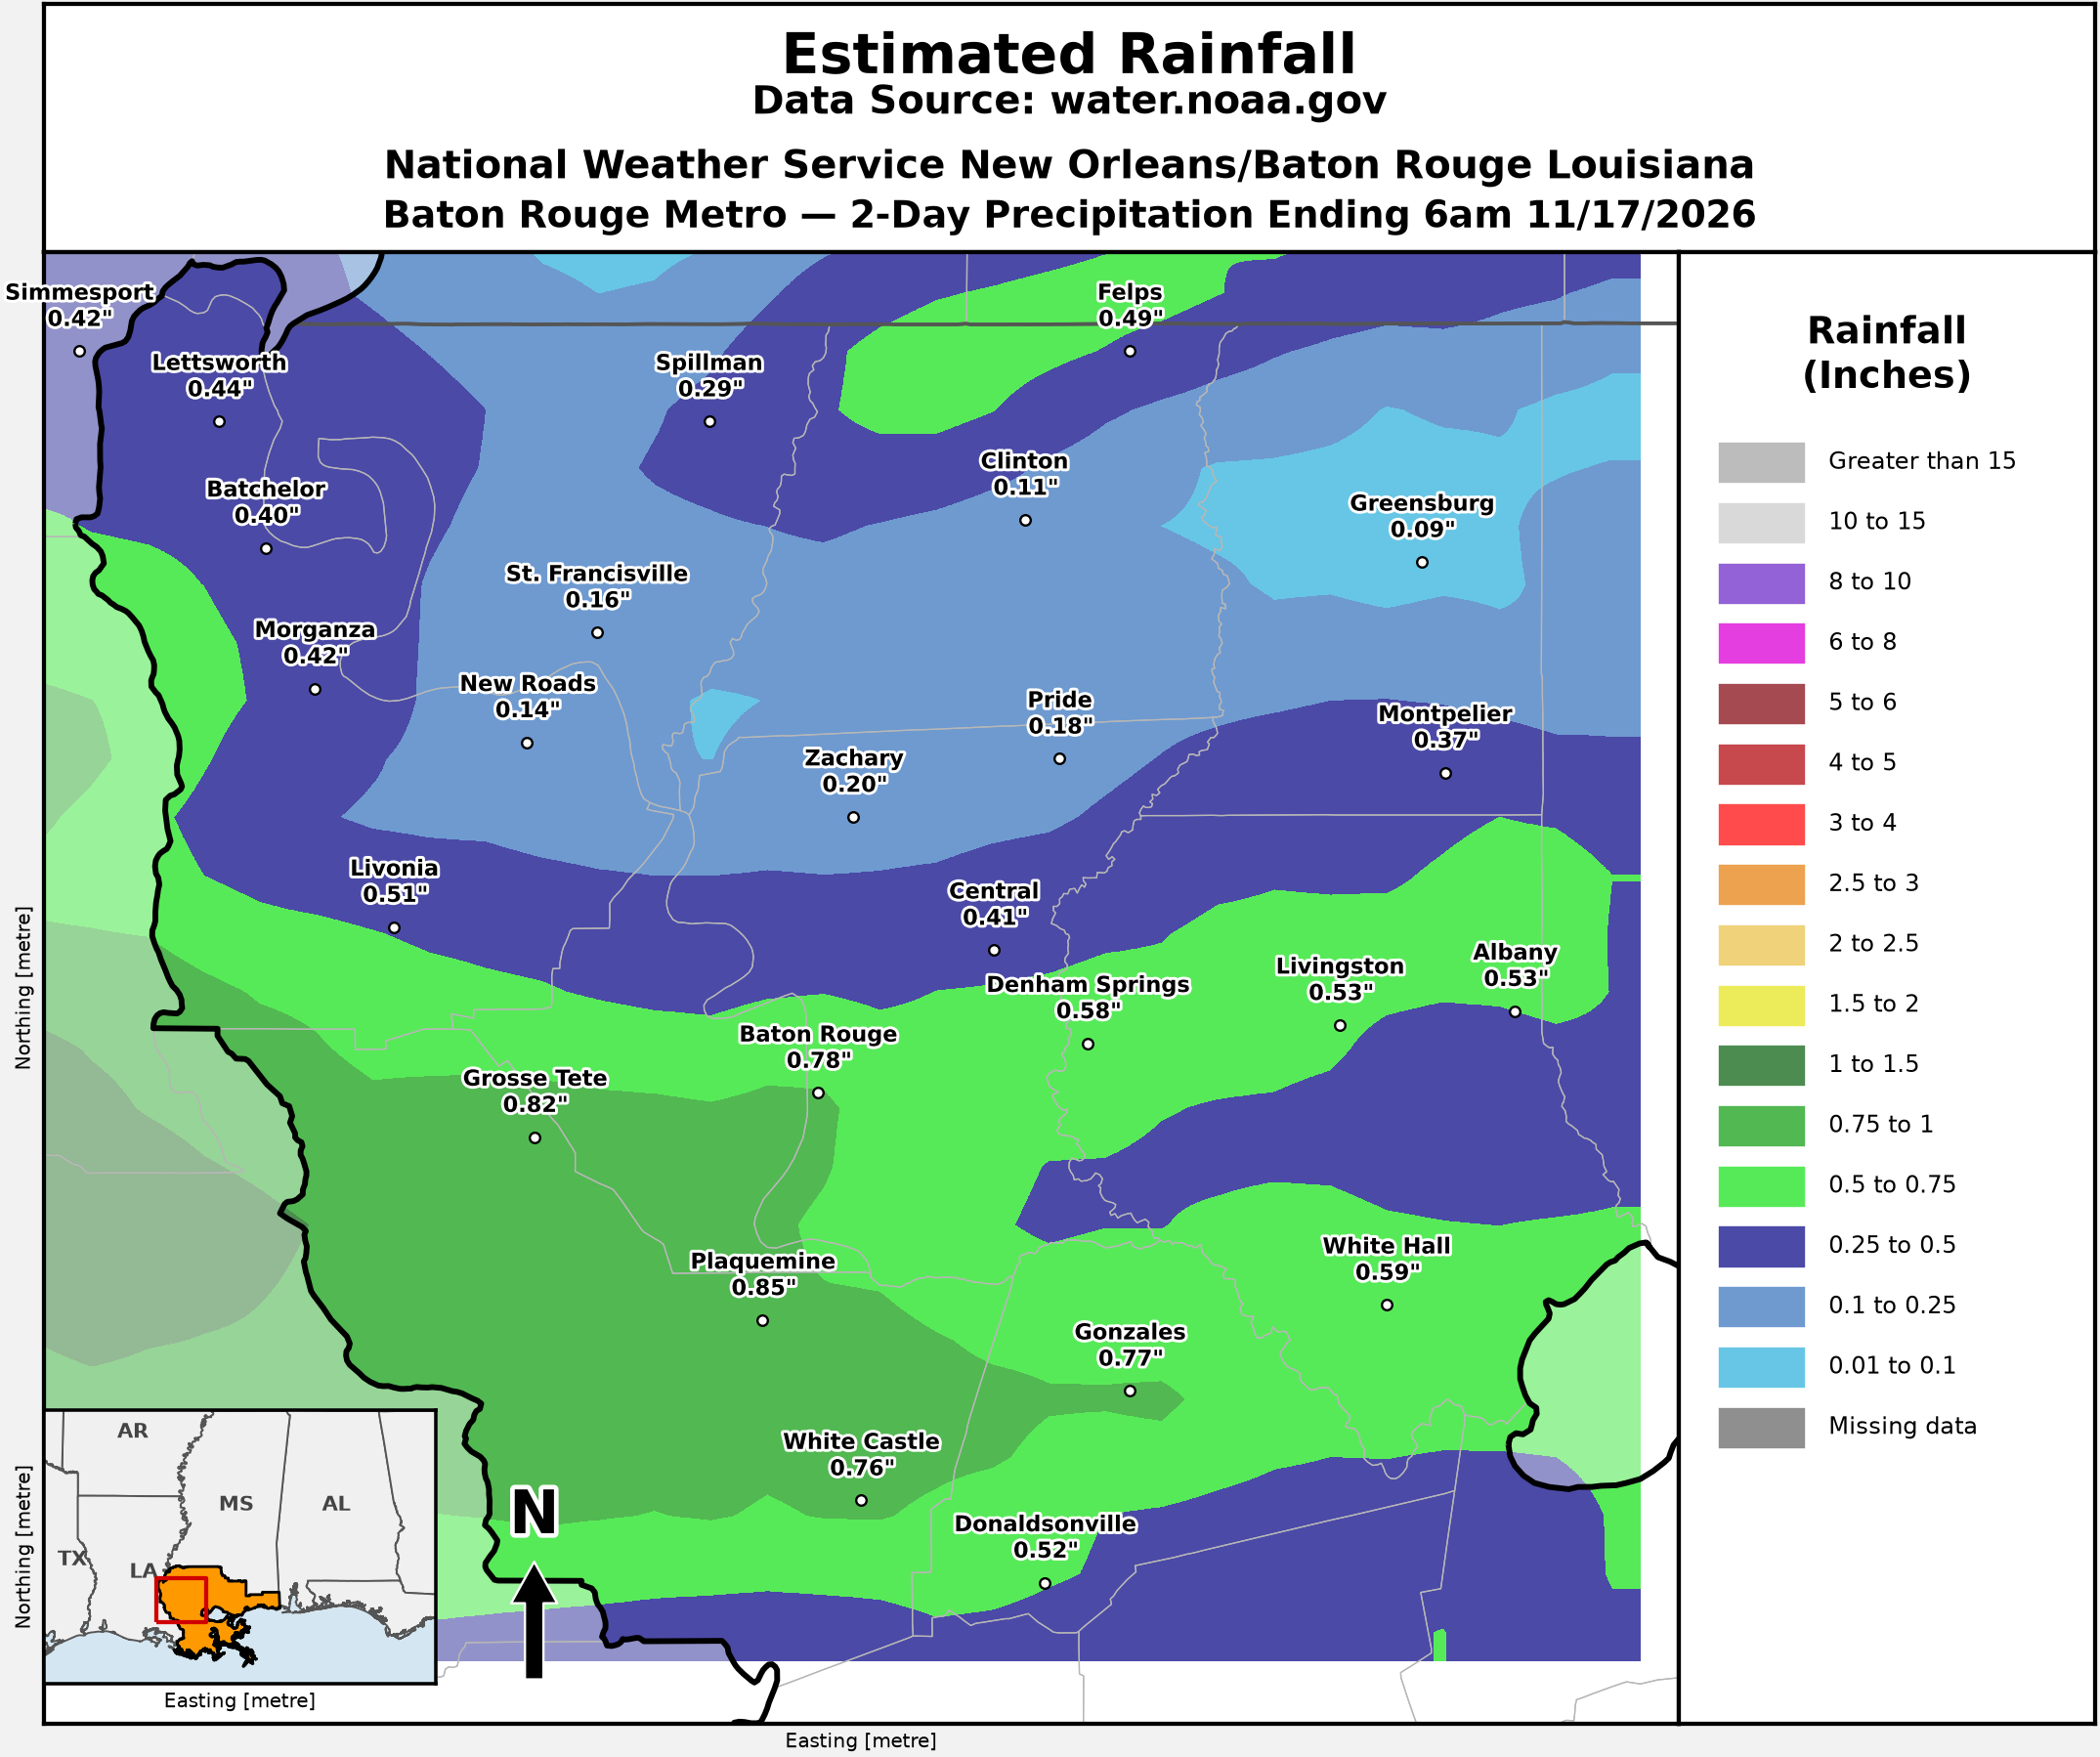 Estimated Rainfall
Data Source: water.noaa.gov
National Weather Service New Orleans/Baton Rouge Louisiana
Baton Rouge Metro — 2-Day Precipitation Ending 6am 11/17/2026
Simmesport
0.42"
Felps
0.49"
Lettsworth
0.44"
Spillman
0.29"
Clinton
0.11"
Batchelor
0.40"
Greensburg
0.09"
St. Francisville
0.16"
Morganza
0.42"
New Roads
0.14"
Pride
0.18"
Montpelier
0.37"
Zachary
0.20"
Livonia
0.51"
Central
0.41"
Albany
0.53"
Livingston
0.53"
Denham Springs
0.58"
Baton Rouge
0.78"
Grosse Tete
0.82"
White Hall
0.59"
Plaquemine
0.85"
Gonzales
0.77"
White Castle
0.76"
Donaldsonville
0.52"
N
AR
MS
AL
TX
LA
Northing [metre]
Northing [metre]
Easting [metre]
Easting [metre]
Rainfall
(Inches)
Greater than 15
10 to 15
8 to 10
6 to 8
5 to 6
4 to 5
3 to 4
2.5 to 3
2 to 2.5
1.5 to 2
1 to 1.5
0.75 to 1
0.5 to 0.75
0.25 to 0.5
0.1 to 0.25
0.01 to 0.1
Missing data